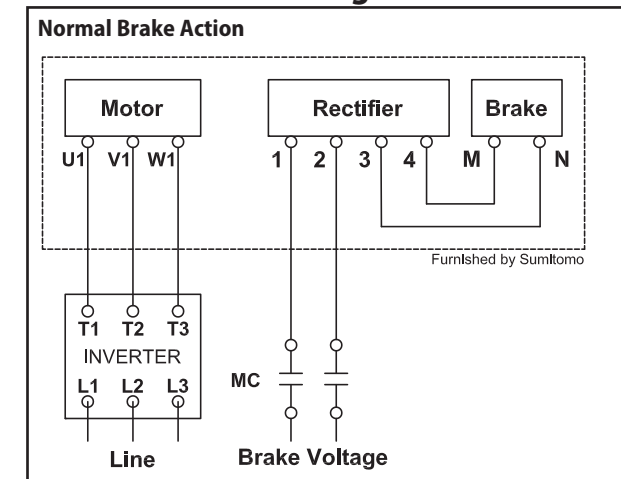 Normal Brake Action
Motor
Rectifier
Brake
U1 V1 W1
1 2 3 4
M N
Furnished by Sumitomo
T1 T2 T3
INVERTER
L1 L2 L3
MC
Line
Brake Voltage